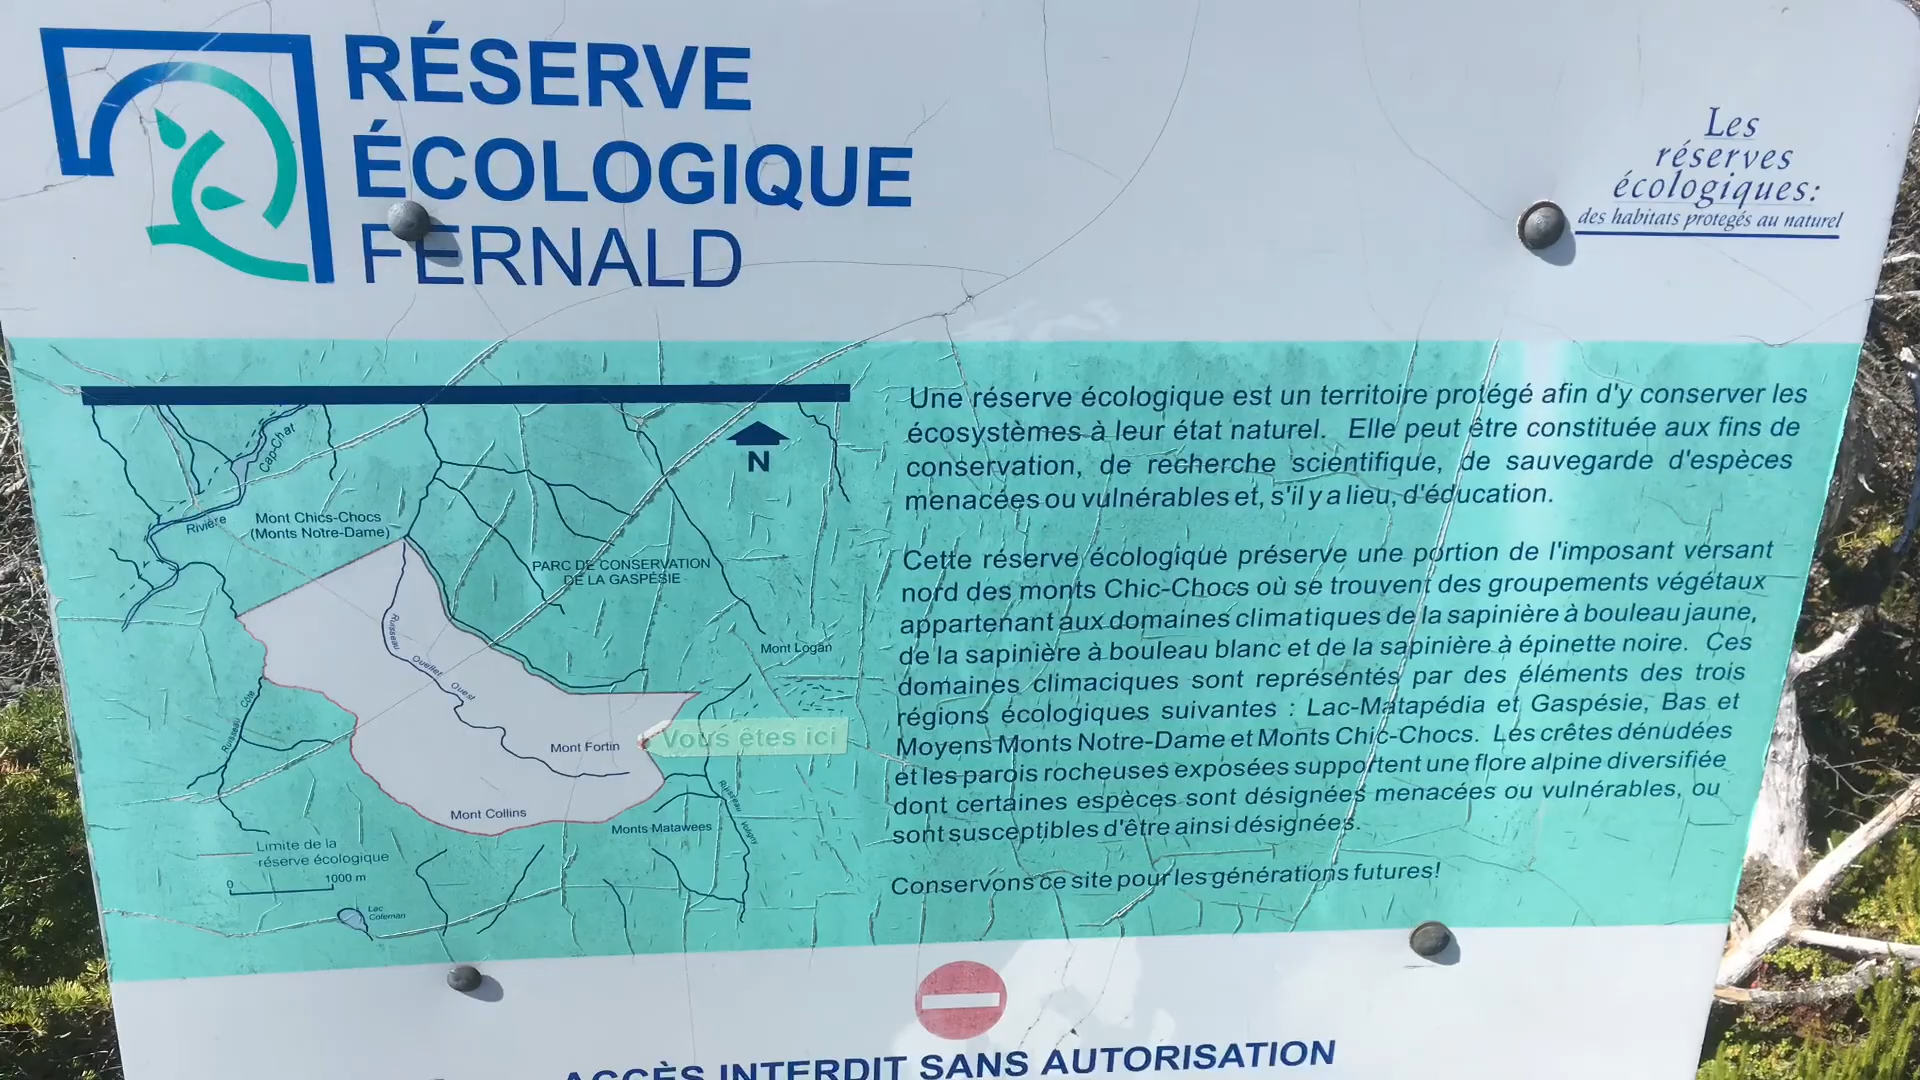 RÉSERVE
ÉCOLOGIQUE
FERNALD
Les
réserves
écologiques:
des habitats protegés au naturel
N
Cap-Chat
Rivière
Mont Chics-Chocs
(Monts Notre-Dame)
PARC DE CONSERVATION
DE LA GASPÉSIE
Ruisseau
Ouellet
Ouest
Mont Logan
Ruisseau Côté
Mont Fortin
Vous êtes ici
Mont Collins
Monts Matawees
Ruisseau
Limite de la
réserve écologique
0 1000 m
Lac
Coleman
Une réserve écologique est un territoire protégé afin d'y conserver les
écosystèmes à leur état naturel. Elle peut être constituée aux fins de
conservation, de recherche scientifique, de sauvegarde d'espèces
menacées ou vulnérables et, s'il y a lieu, d'éducation.
Cette réserve écologique préserve une portion de l'imposant versant
nord des monts Chic-Chocs où se trouvent des groupements végétaux
appartenant aux domaines climatiques de la sapinière à bouleau jaune,
de la sapinière à bouleau blanc et de la sapinière à épinette noire. Ces
domaines climaciques sont représentés par des éléments des trois
régions écologiques suivantes : Lac-Matapédia et Gaspésie, Bas et
Moyens Monts Notre-Dame et Monts Chic-Chocs. Les crêtes dénudées
et les parois rocheuses exposées supportent une flore alpine diversifiée
dont certaines espèces sont désignées menacées ou vulnérables, ou
sont susceptibles d'être ainsi désignées.
Conservons ce site pour les générations futures!
ACCÈS INTERDIT SANS AUTORISATION